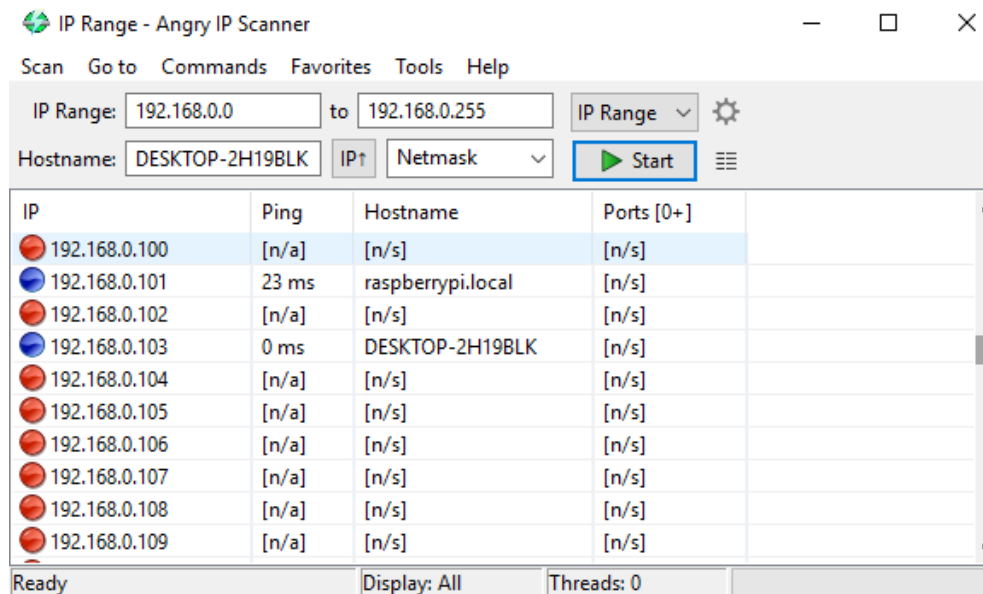 IP Range - Angry IP Scanner
Scan Go to Commands Favorites Tools Help
IP Range: 192.168.0.0 to 192.168.0.255 IP Range
Hostname: DESKTOP-2H19BLK IP↑ Netmask Start
IP Ping Hostname Ports [0+]
192.168.0.100 [n/a] [n/s] [n/s]
192.168.0.101 23 ms raspberrypi.local [n/s]
192.168.0.102 [n/a] [n/s] [n/s]
192.168.0.103 0 ms DESKTOP-2H19BLK [n/s]
192.168.0.104 [n/a] [n/s] [n/s]
192.168.0.105 [n/a] [n/s] [n/s]
192.168.0.106 [n/a] [n/s] [n/s]
192.168.0.107 [n/a] [n/s] [n/s]
192.168.0.108 [n/a] [n/s] [n/s]
192.168.0.109 [n/a] [n/s] [n/s]
Ready Display: All Threads: 0